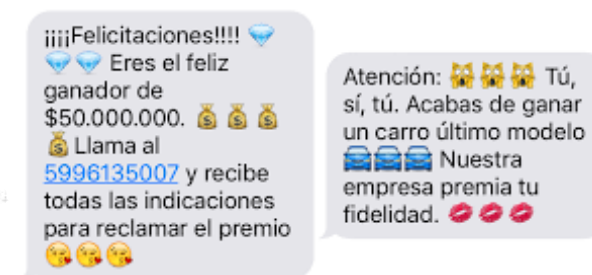 ¡¡¡¡Felicitaciones!!!! 💎
💎💎 Eres el feliz
ganador de
$50.000.000. 💰 💰 💰
💰 Llama al
5996135007 y recibe
todas las indicaciones
para reclamar el premio
😘😘😘
Atención: 🙀🙀🙀 Tú,
sí, tú. Acabas de ganar
un carro último modelo
🚘🚘🚘 Nuestra
empresa premia tu
fidelidad. 💋💋💋